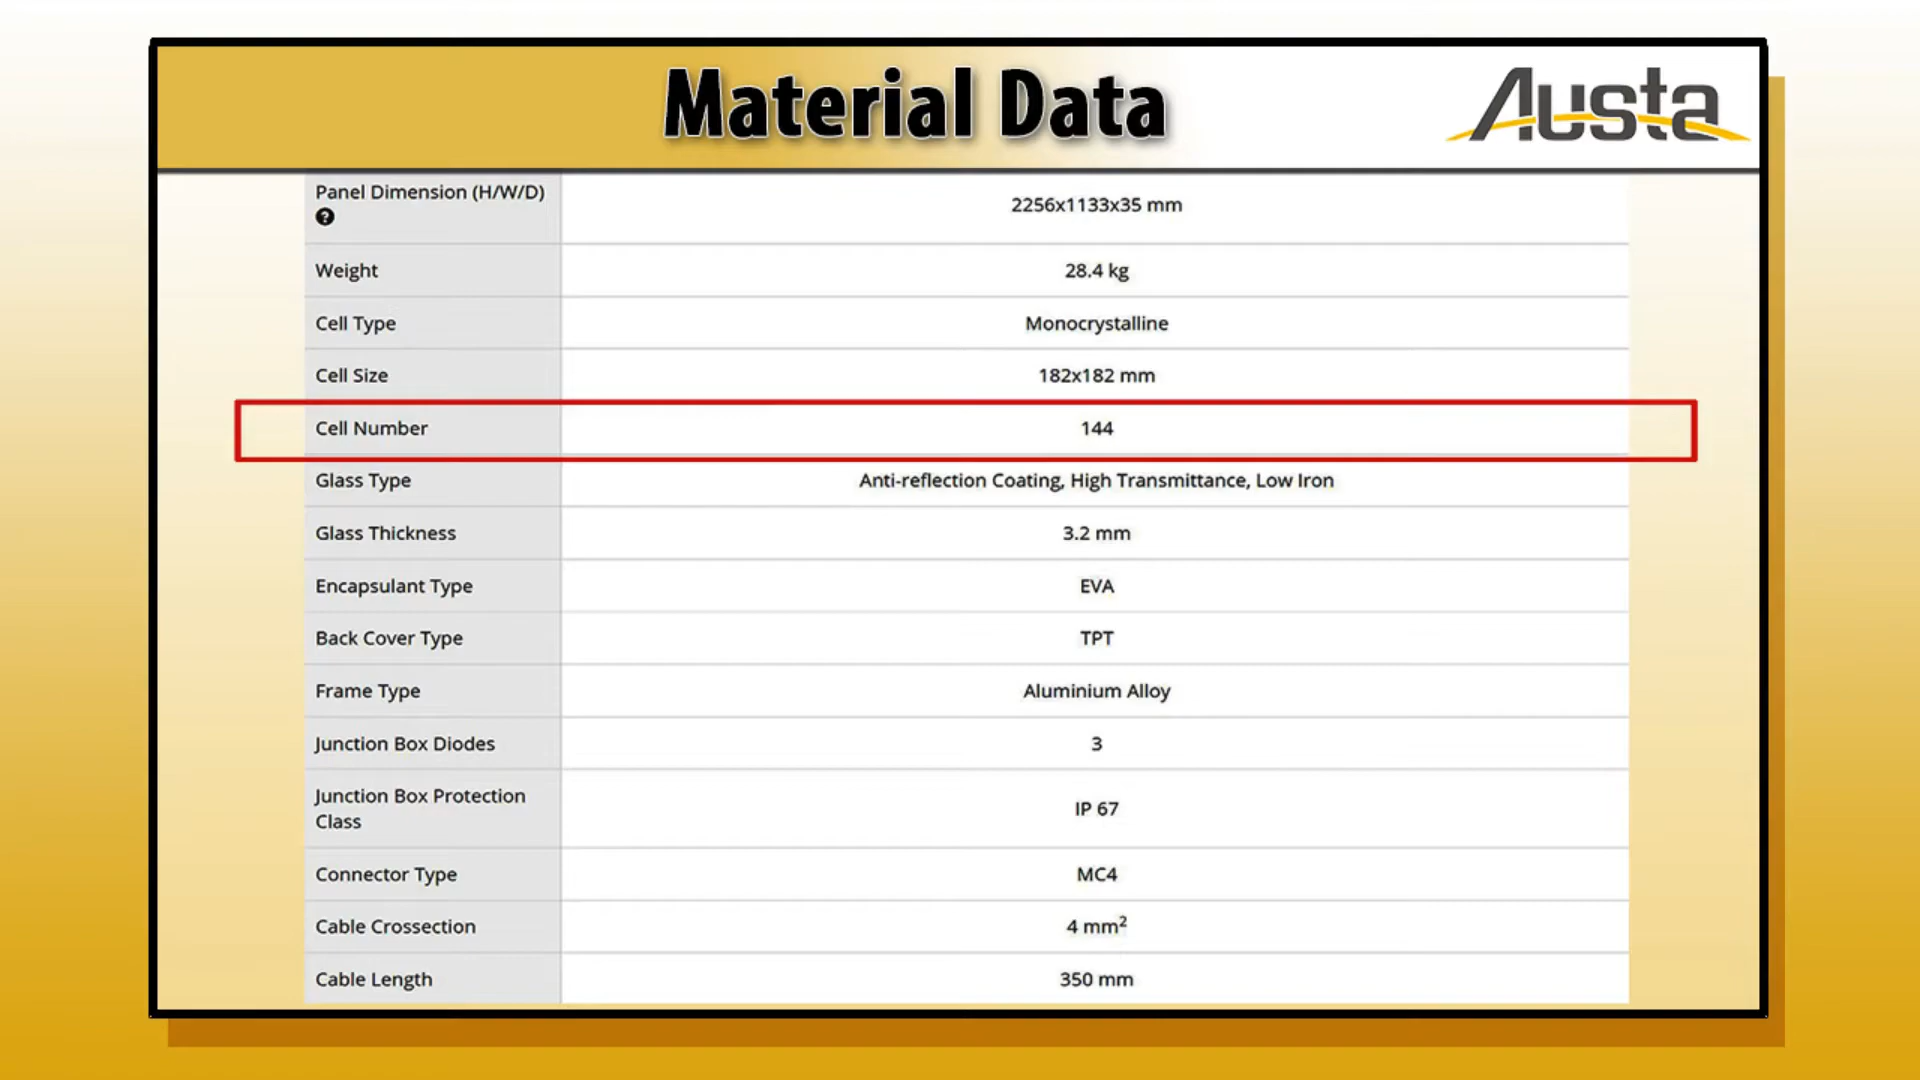 Material Data
Austa
Panel Dimension (H/W/D)
?
2256x1133x35 mm
Weight
28.4 kg
Cell Type
Monocrystalline
Cell Size
182x182 mm
Cell Number
144
Glass Type
Anti-reflection Coating, High Transmittance, Low Iron
Glass Thickness
3.2 mm
Encapsulant Type
EVA
Back Cover Type
TPT
Frame Type
Aluminium Alloy
Junction Box Diodes
3
Junction Box Protection
Class
IP 67
Connector Type
MC4
Cable Crossection
4 mm²
Cable Length
350 mm